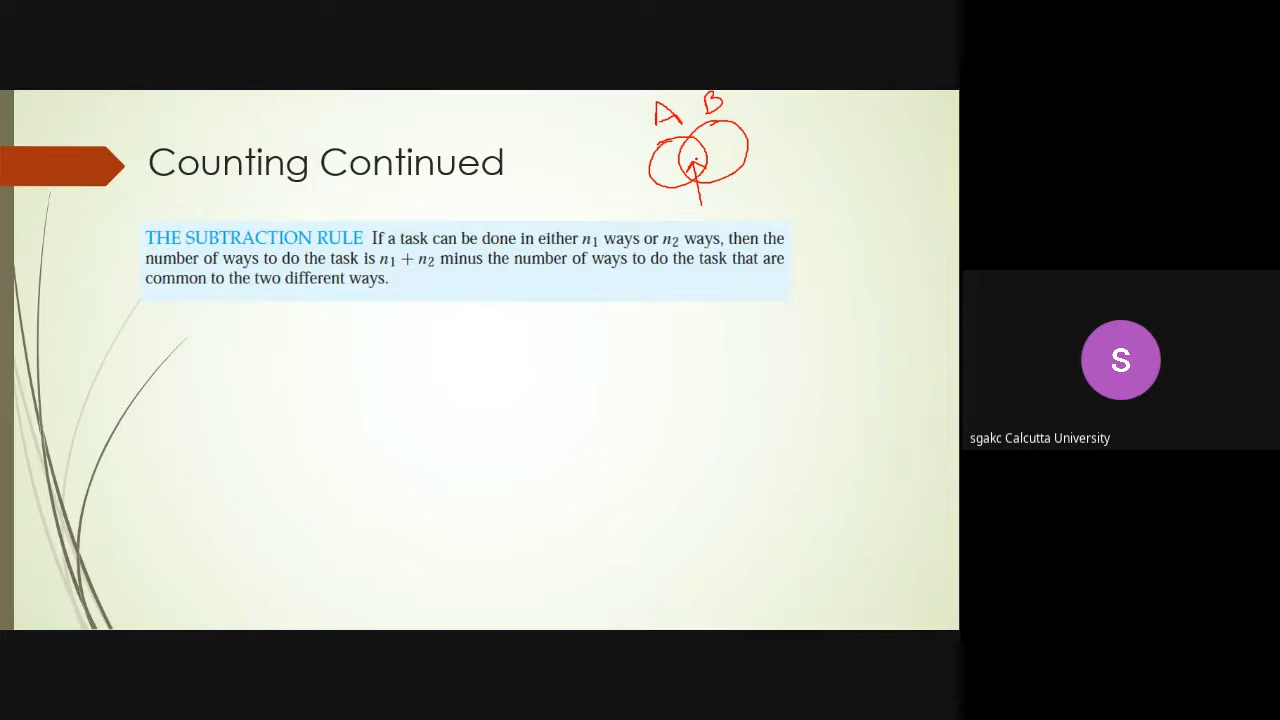 A B
Counting Continued
THE SUBTRACTION RULE If a task can be done in either n₁ ways or n₂ ways, then the
number of ways to do the task is n₁ + n₂ minus the number of ways to do the task that are
common to the two different ways.
S
sgakc Calcutta University